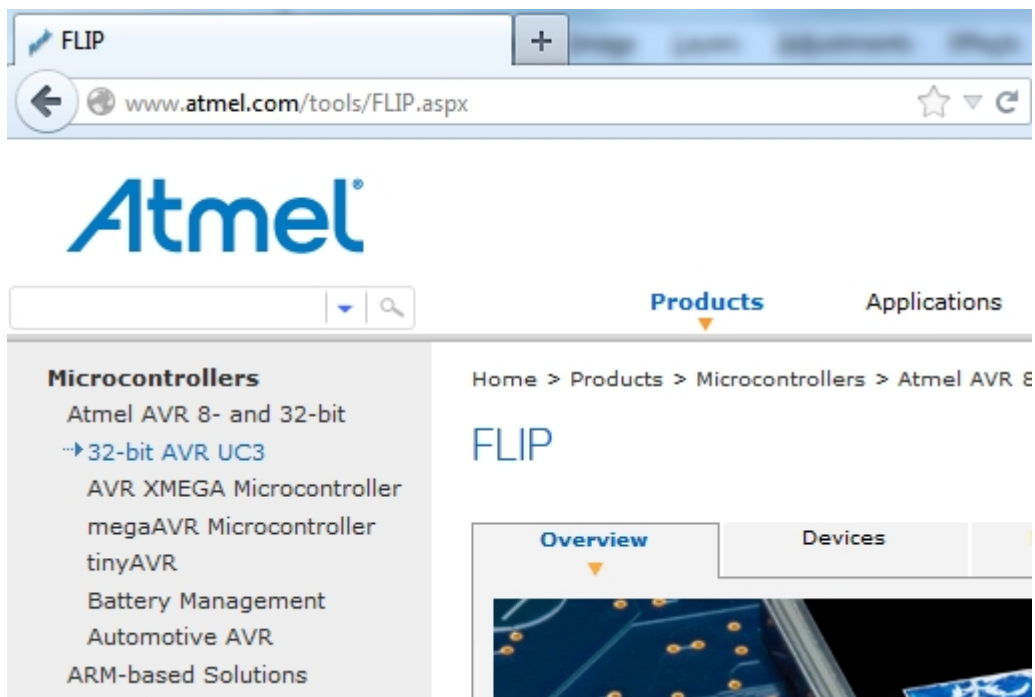 FLIP
www.atmel.com/tools/FLIP.aspx
Atmel®
Products Applications
Microcontrollers
Atmel AVR 8- and 32-bit
32-bit AVR UC3
AVR XMEGA Microcontroller
megaAVR Microcontroller
tinyAVR
Battery Management
Automotive AVR
ARM-based Solutions
Home > Products > Microcontrollers > Atmel AVR 8
FLIP
Overview Devices